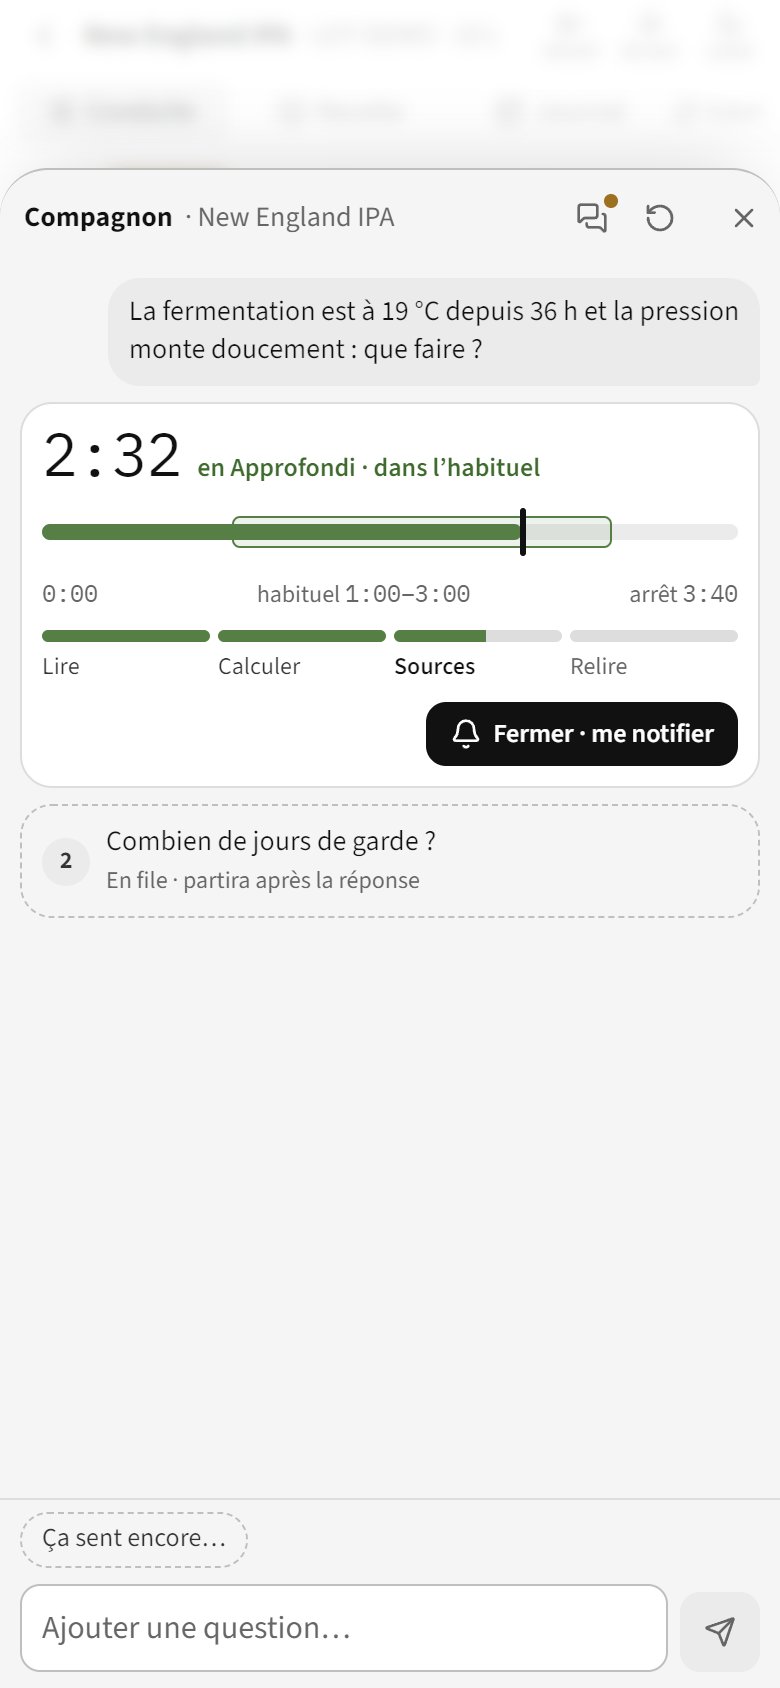 New England IPA
Compagnon · New England IPA
La fermentation est à 19 °C depuis 36 h et la pression
monte doucement : que faire ?
2:32 en Approfondi · dans l’habituel
0:00 habituel 1:00–3:00 arrêt 3:40
Lire Calculer Sources Relire
Fermer · me notifier
2 Combien de jours de garde ?
En file · partira après la réponse
Ça sent encore…
Ajouter une question…